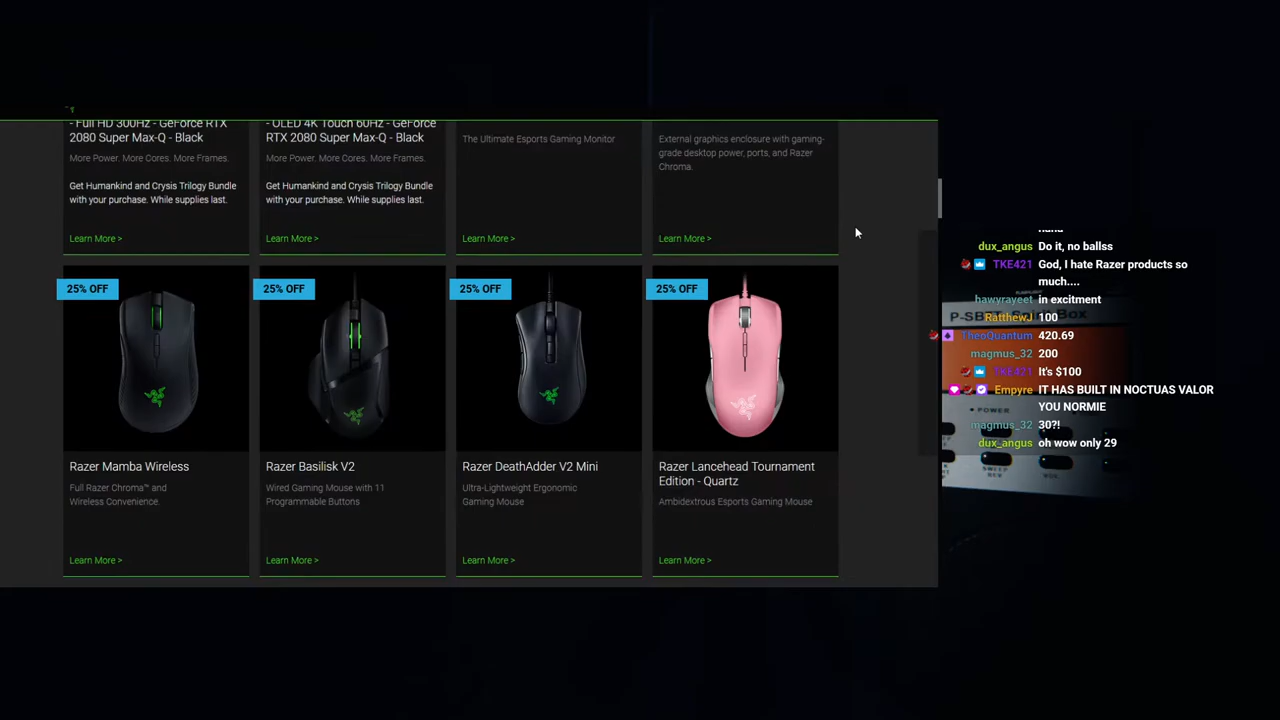 - Full HD 300Hz - GeForce RTX
2080 Super Max-Q - Black
More Power. More Cores. More Frames.
Get Humankind and Crysis Trilogy Bundle
with your purchase. While supplies last.
Learn More >
- OLED 4K Touch 60Hz - GeForce
RTX 2080 Super Max-Q - Black
More Power. More Cores. More Frames.
Get Humankind and Crysis Trilogy Bundle
with your purchase. While supplies last.
Learn More >
The Ultimate Esports Gaming Monitor
Learn More >
External graphics enclosure with gaming-
grade desktop power, ports, and Razer
Chroma.
Learn More >
25% OFF
Razer Mamba Wireless
Full Razer Chroma™ and
Wireless Convenience.
Learn More >
25% OFF
Razer Basilisk V2
Wired Gaming Mouse with 11
Programmable Buttons
Learn More >
25% OFF
Razer DeathAdder V2 Mini
Ultra-Lightweight Ergonomic
Gaming Mouse
Learn More >
25% OFF
Razer Lancehead Tournament
Edition - Quartz
Ambidextrous Esports Gaming Mouse
Learn More >
dux_angus Do it, no ballss
TKE421 God, I hate Razer products so
much....
hawyrayeet in excitment
RatthewJ 100
TheoQuantum 420.69
magmus_32 200
TKE421 It's $100
Empyre IT HAS BUILT IN NOCTUAS VALOR
YOU NORMIE
magmus_32 30?!
dux_angus oh wow only 29
POWER